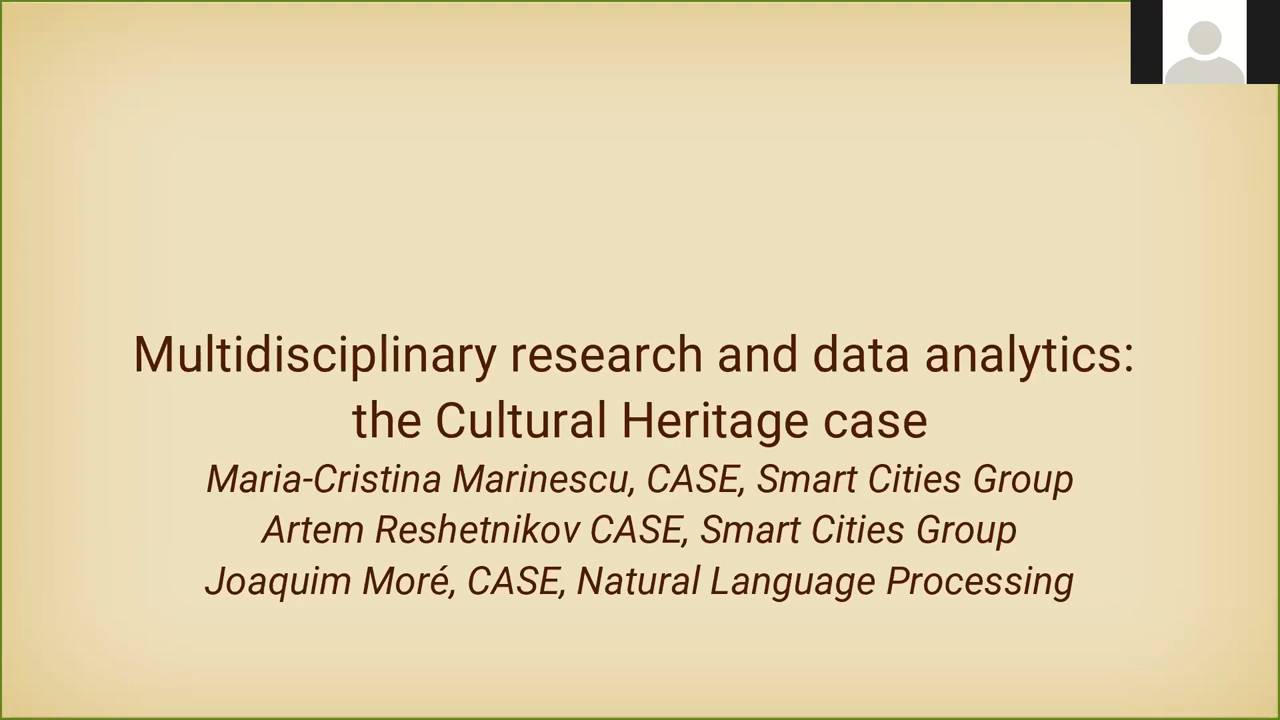 Multidisciplinary research and data analytics:
the Cultural Heritage case
Maria-Cristina Marinescu, CASE, Smart Cities Group
Artem Reshetnikov CASE, Smart Cities Group
Joaquim Moré, CASE, Natural Language Processing